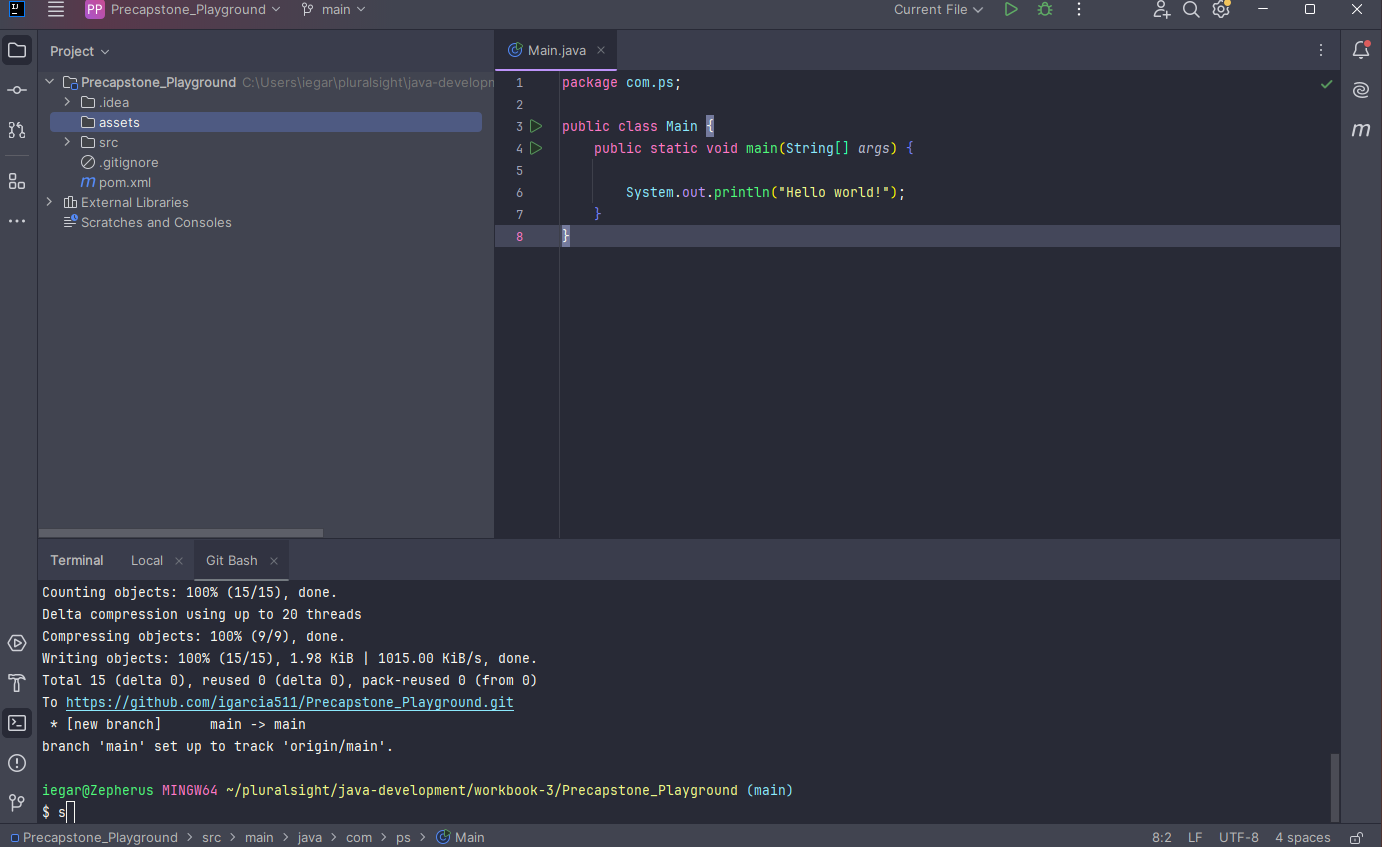 PP Precapstone_Playground main Current File
Project
Main.java
Precapstone_Playground C:\Users\iegar\pluralsight\java-developm
.idea
assets
src
.gitignore
m pom.xml
External Libraries
Scratches and Consoles
1 package com.ps;
2
3 public class Main {
4 public static void main(String[] args) {
5
6 System.out.println("Hello world!");
7 }
8 }
m
Terminal Local Git Bash
Counting objects: 100% (15/15), done.
Delta compression using up to 20 threads
Compressing objects: 100% (9/9), done.
Writing objects: 100% (15/15), 1.98 KiB | 1015.00 KiB/s, done.
Total 15 (delta 0), reused 0 (delta 0), pack-reused 0 (from 0)
To https://github.com/igarcia511/Precapstone_Playground.git
* [new branch] main -> main
branch 'main' set up to track 'origin/main'.
iegar@Zepherus MINGW64 ~/pluralsight/java-development/workbook-3/Precapstone_Playground (main)
$ s
Precapstone_Playground > src > main > java > com > ps > Main 8:2 LF UTF-8 4 spaces